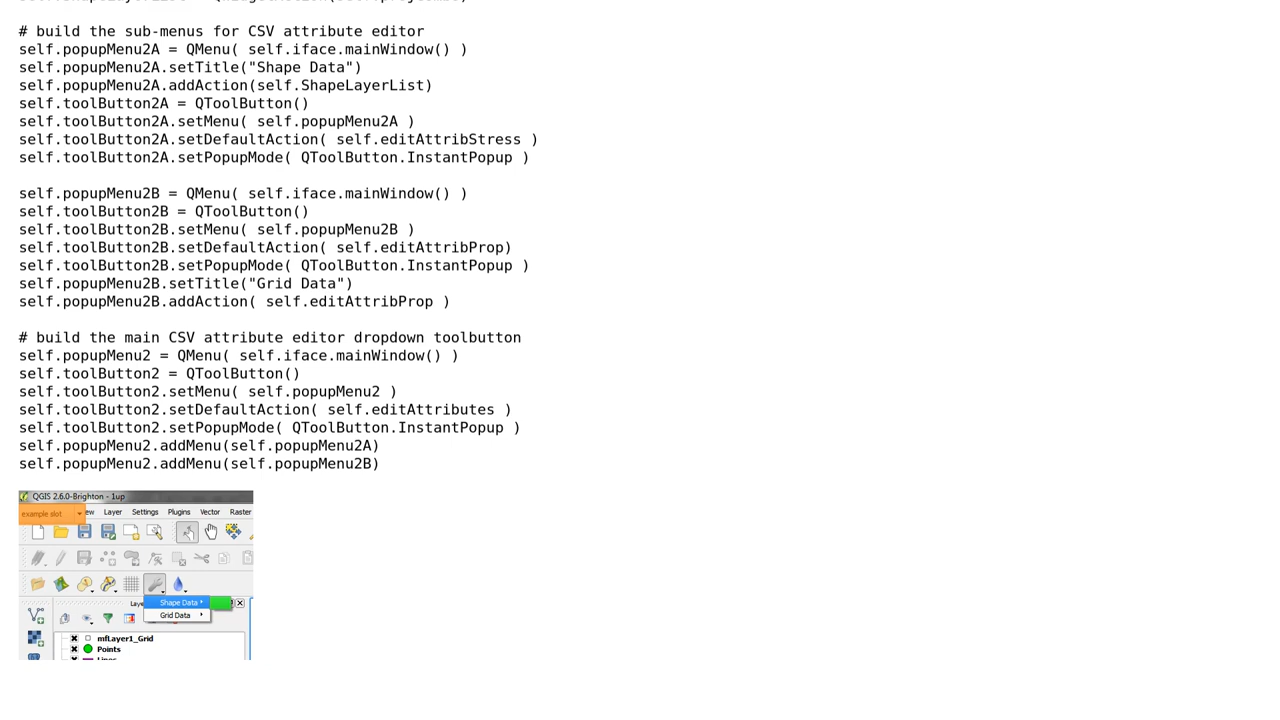 # build the sub-menus for CSV attribute editor
self.popupMenu2A = QMenu( self.iface.mainWindow() )
self.popupMenu2A.setTitle("Shape Data")
self.popupMenu2A.addAction(self.ShapeLayerList)
self.toolButton2A = QToolButton()
self.toolButton2A.setMenu( self.popupMenu2A )
self.toolButton2A.setDefaultAction( self.editAttribStress )
self.toolButton2A.setPopupMode( QToolButton.InstantPopup )

self.popupMenu2B = QMenu( self.iface.mainWindow() )
self.toolButton2B = QToolButton()
self.toolButton2B.setMenu( self.popupMenu2B )
self.toolButton2B.setDefaultAction( self.editAttribProp)
self.toolButton2B.setPopupMode( QToolButton.InstantPopup )
self.popupMenu2B.setTitle("Grid Data")
self.popupMenu2B.addAction( self.editAttribProp )

# build the main CSV attribute editor dropdown toolbutton
self.popupMenu2 = QMenu( self.iface.mainWindow() )
self.toolButton2 = QToolButton()
self.toolButton2.setMenu( self.popupMenu2 )
self.toolButton2.setDefaultAction( self.editAttributes )
self.toolButton2.setPopupMode( QToolButton.InstantPopup )
self.popupMenu2.addMenu(self.popupMenu2A)
self.popupMenu2.addMenu(self.popupMenu2B)

QGIS 2.6.0-Brighton - 1up
example slot ew Layer Settings Plugins Vector Raster
Laye
Shape Data
Grid Data
mfLayer1_Grid
Points
Lines